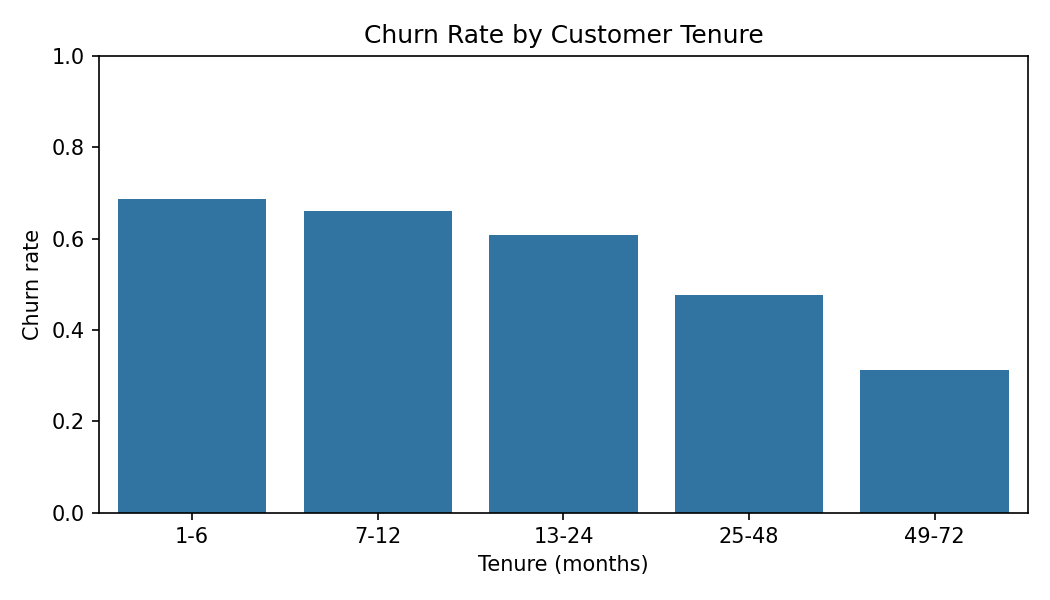 Churn Rate by Customer Tenure
1.0
0.8
0.6
0.4
0.2
0.0
Churn rate
1-6 7-12 13-24 25-48 49-72
Tenure (months)